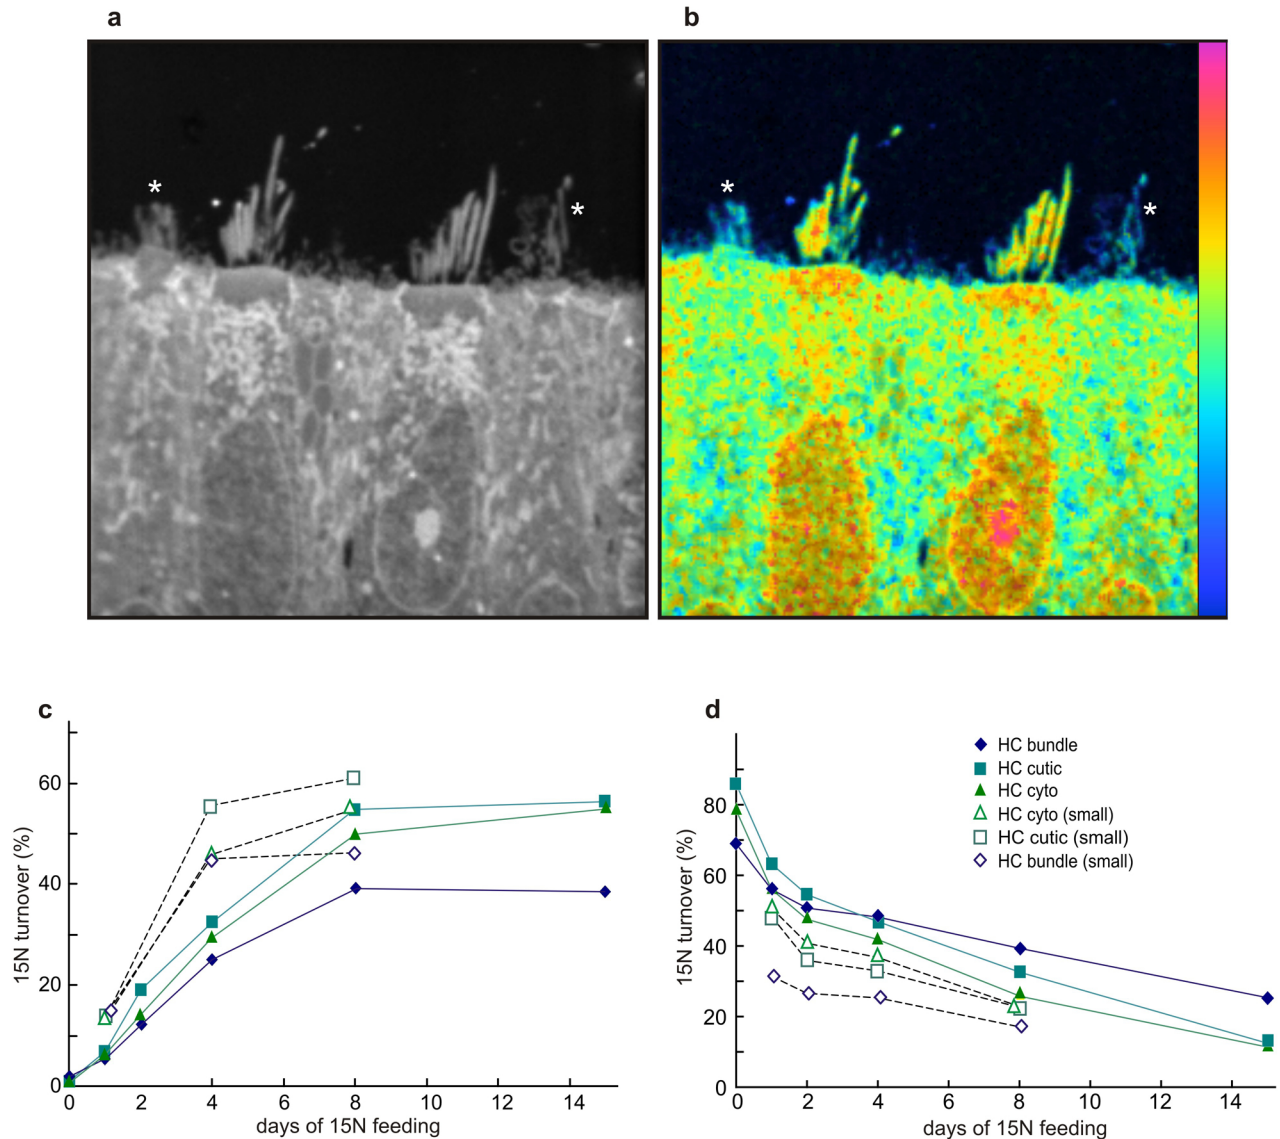 a
b
*
*
*
*
c
15N turnover (%)
60
40
20
0
0 2 4 6 8 10 12 14
days of 15N feeding
d
HC bundle
HC cutic
HC cyto
HC cyto (small)
HC cutic (small)
HC bundle (small)
15N turnover (%)
80
60
40
20
0
0 2 4 6 8 10 12 14
days of 15N feeding